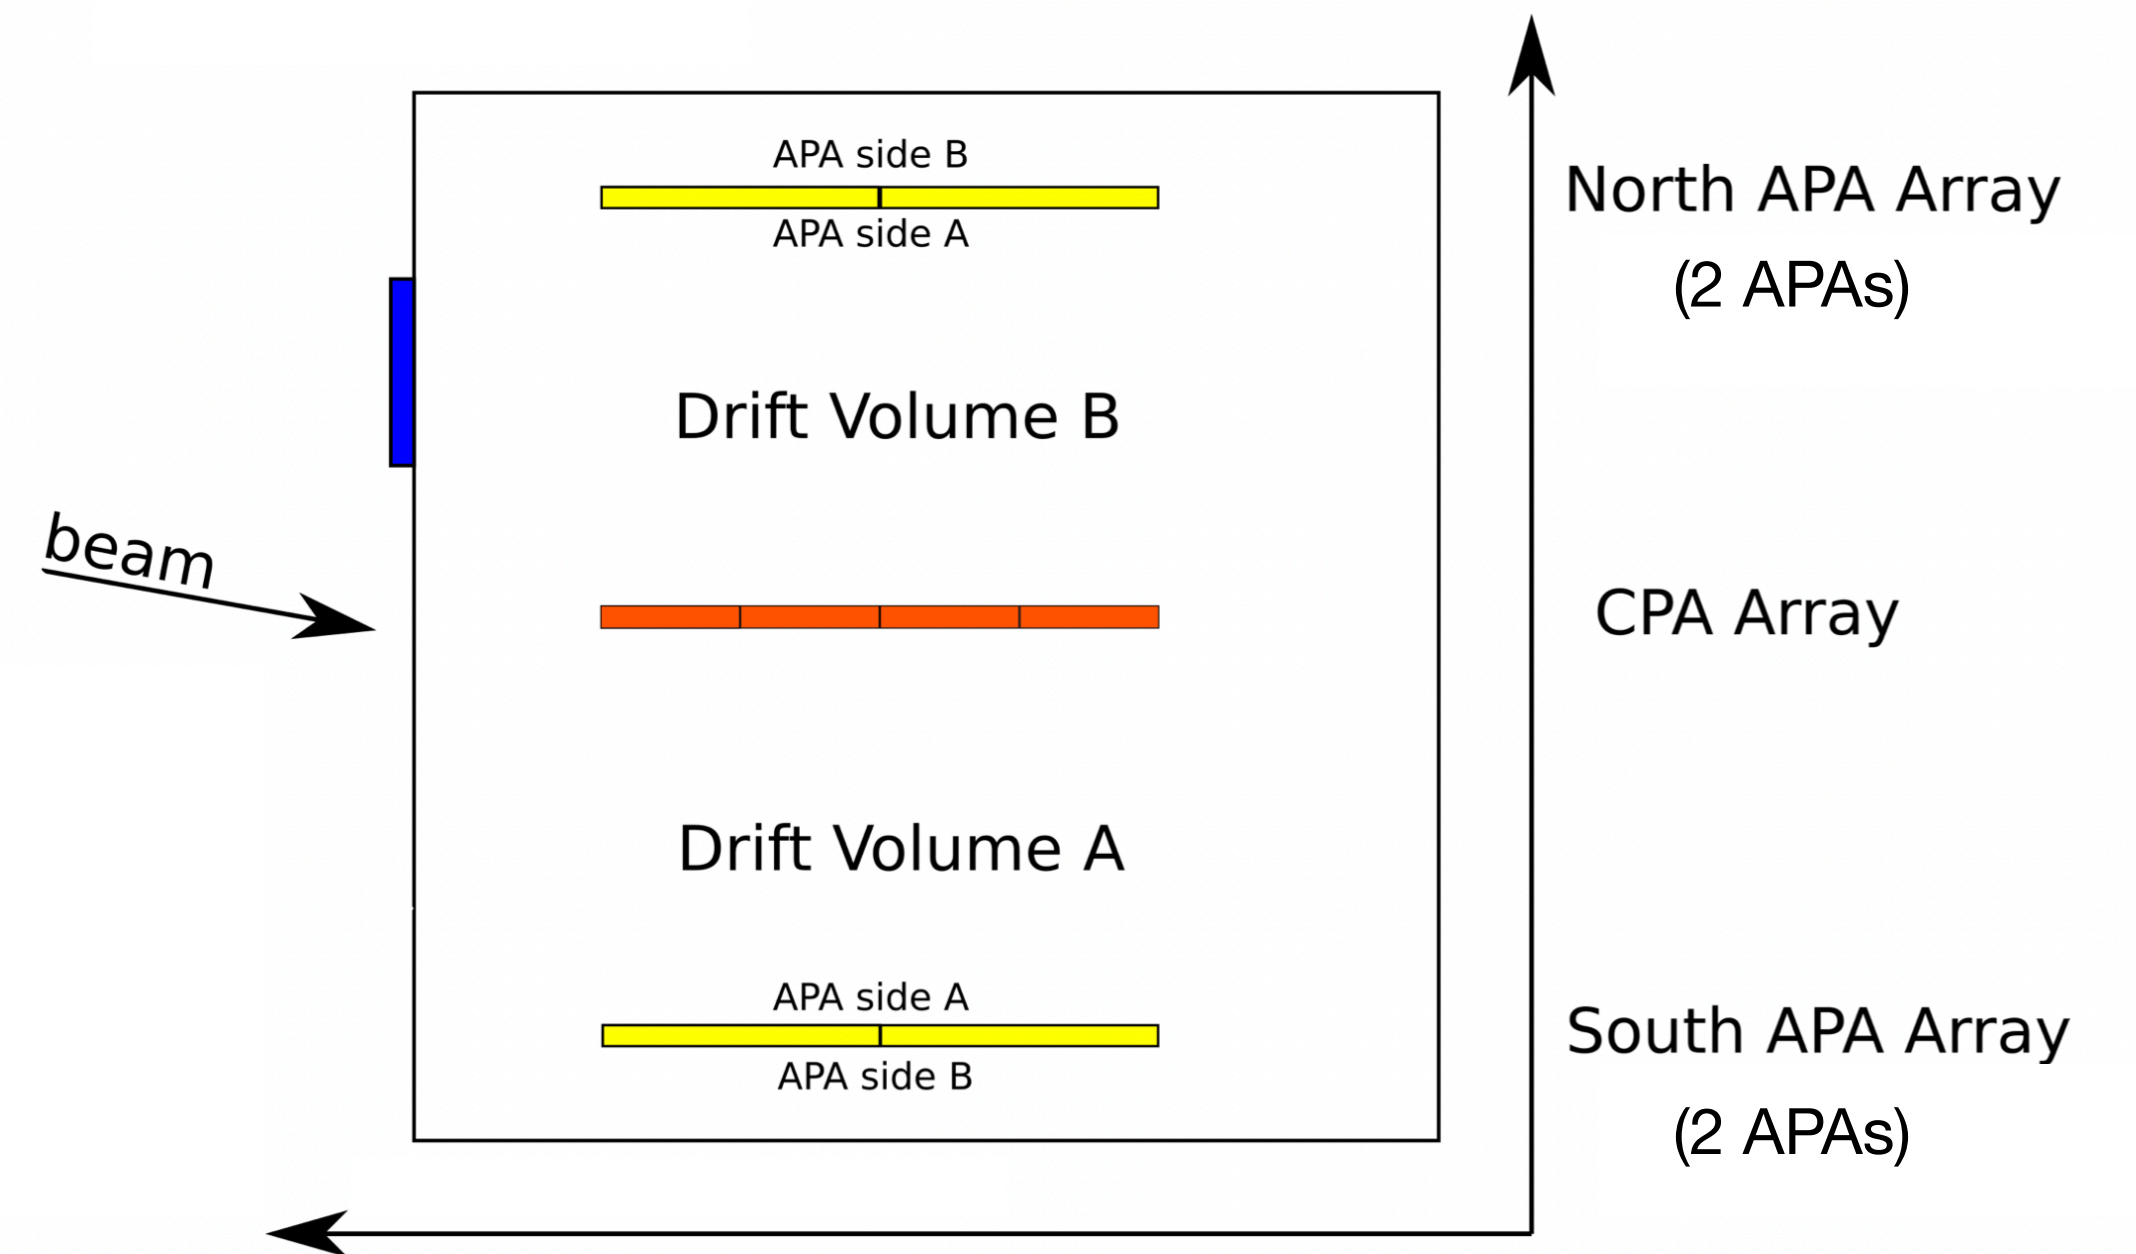 APA side B
APA side A
North APA Array
(2 APAs)
Drift Volume B
beam
CPA Array
Drift Volume A
APA side A
South APA Array
APA side B
(2 APAs)